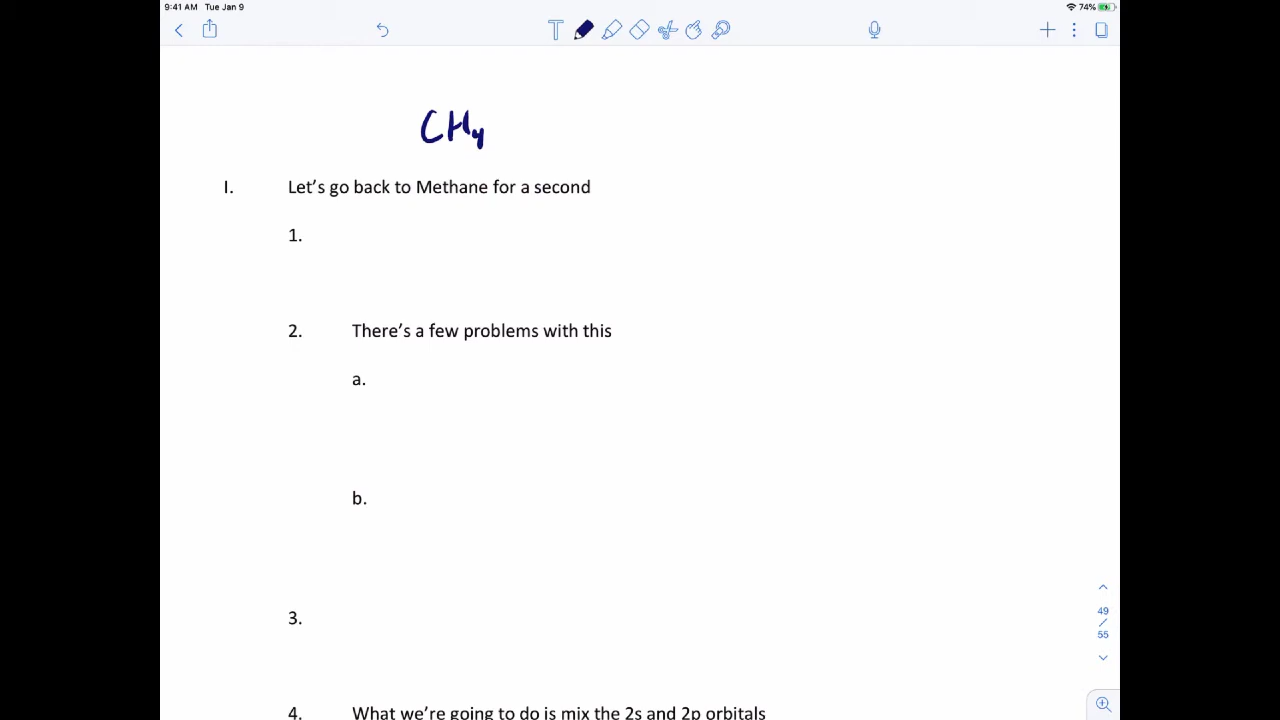 9:41 AM Tue Jan 9
74%
T
CH4
I. Let's go back to Methane for a second
1.
2. There's a few problems with this
a.
b.
3.
49
/
55
4. What we're going to do is mix the 2s and 2p orbitals